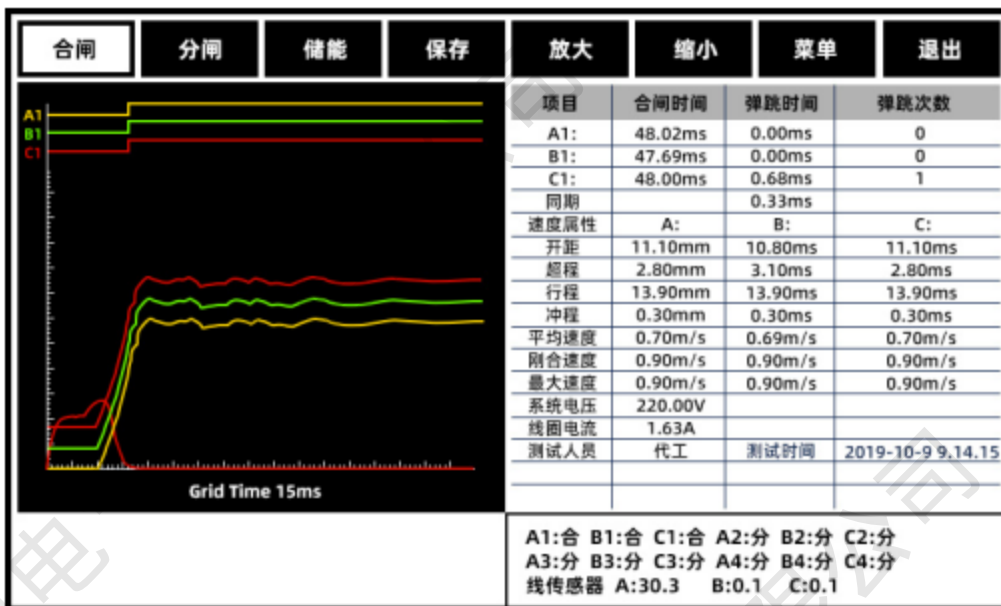 合闸 分闸 储能 保存 放大 缩小 菜单 退出
A1
B1
C1
Grid Time 15ms
项目 合闸时间 弹跳时间 弹跳次数
A1: 48.02ms 0.00ms 0
B1: 47.69ms 0.00ms 0
C1: 48.00ms 0.68ms 1
同期 0.33ms
速度属性 A: B: C:
开距 11.10mm 10.80ms 11.10ms
超程 2.80mm 3.10ms 2.80ms
行程 13.90mm 13.90ms 13.90ms
冲程 0.30mm 0.30ms 0.30ms
平均速度 0.70m/s 0.69m/s 0.70m/s
刚合速度 0.90m/s 0.90m/s 0.90m/s
最大速度 0.90m/s 0.90m/s 0.90m/s
系统电压 220.00V
线圈电流 1.63A
测试人员 代工 测试时间 2019-10-9 9.14.15
A1:合 B1:合 C1:合 A2:分 B2:分 C2:分
A3:分 B3:分 C3:分 A4:分 B4:分 C4:分
线传感器 A:30.3 B:0.1 C:0.1
电
限公司
司